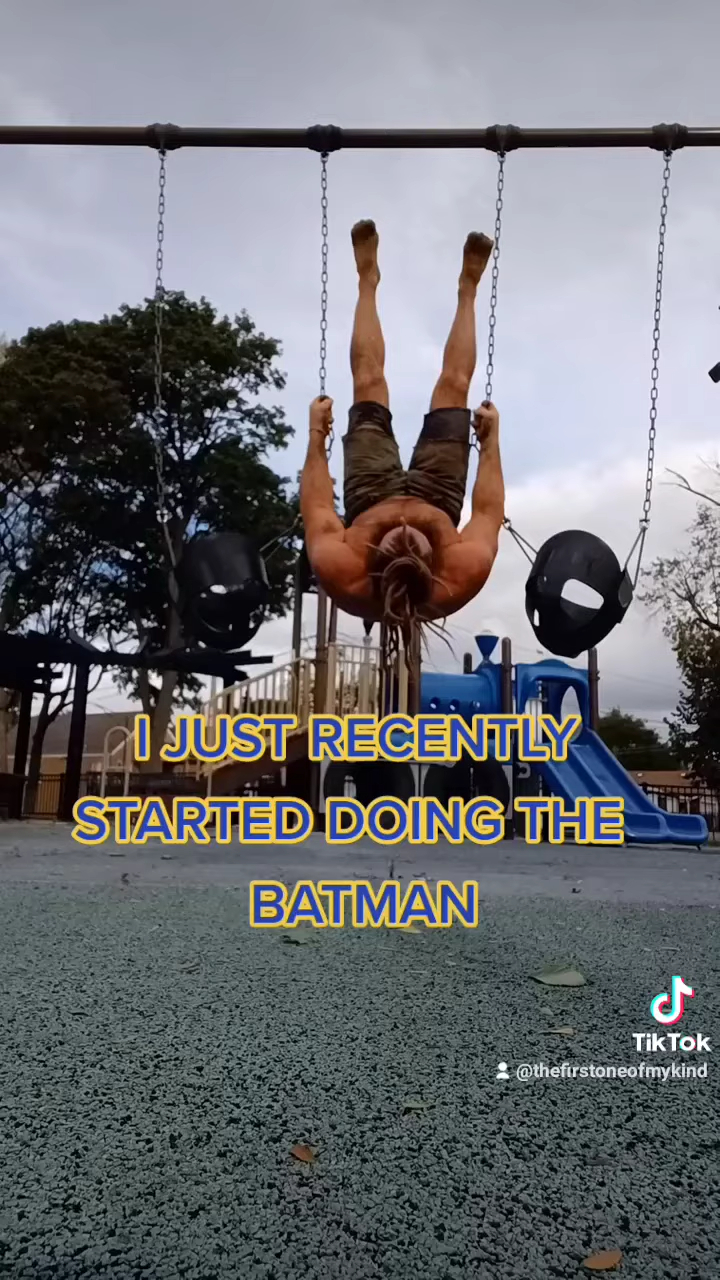 I JUST RECENTLY
STARTED DOING THE
BATMAN
TikTok
@thefirstoneofmykind